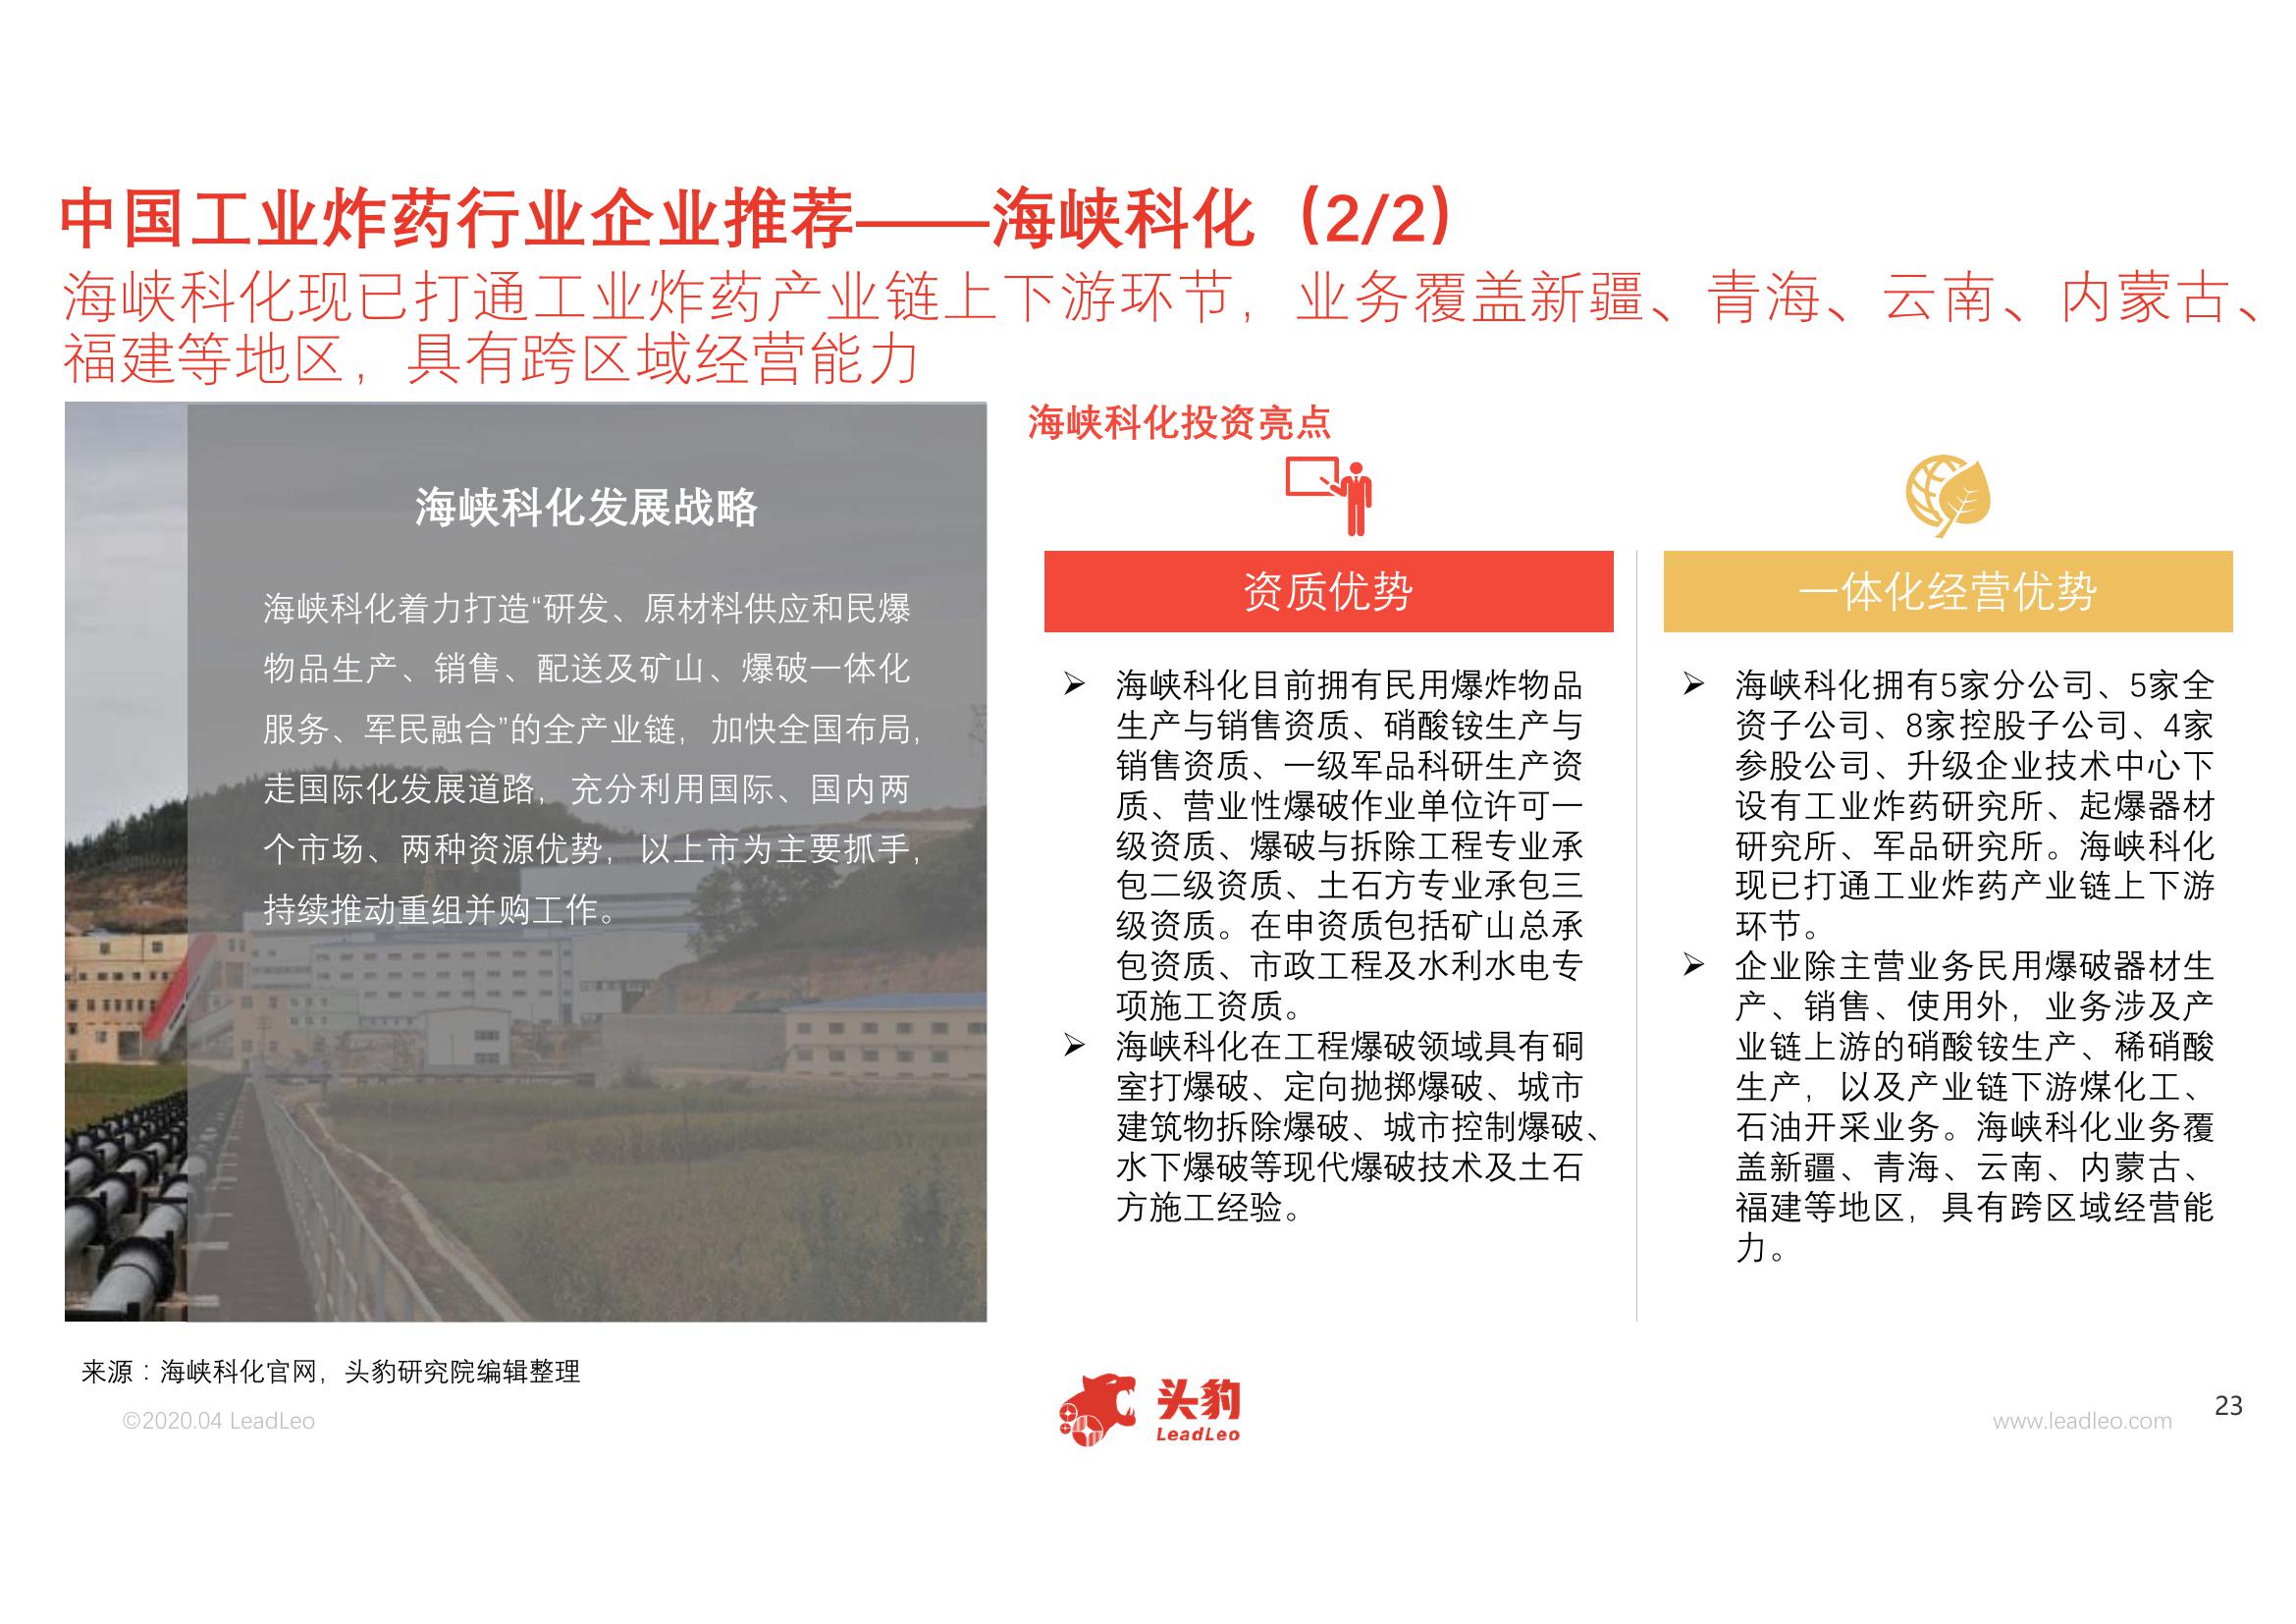 中国工业炸药行业企业推荐——海峡科化（2/2）
海峡科化现已打通工业炸药产业链上下游环节，业务覆盖新疆、青海、云南、内蒙古、
福建等地区，具有跨区域经营能力
海峡科化发展战略
海峡科化着力打造“研发、原材料供应和民爆
物品生产、销售、配送及矿山、爆破一体化
服务、军民融合”的全产业链，加快全国布局，
走国际化发展道路，充分利用国际、国内两
个市场、两种资源优势，以上市为主要抓手，
持续推动重组并购工作。
海峡科化投资亮点
资质优势
➢ 海峡科化目前拥有民用爆炸物品
生产与销售资质、硝酸铵生产与
销售资质、一级军品科研生产资
质、营业性爆破作业单位许可一
级资质、爆破与拆除工程专业承
包二级资质、土石方专业承包三
级资质。在申资质包括矿山总承
包资质、市政工程及水利水电专
项施工资质。
➢ 海峡科化在工程爆破领域具有硐
室打爆破、定向抛掷爆破、城市
建筑物拆除爆破、城市控制爆破、
水下爆破等现代爆破技术及土石
方施工经验。
一体化经营优势
➢ 海峡科化拥有5家分公司、5家全
资子公司、8家控股子公司、4家
参股公司、升级企业技术中心下
设有工业炸药研究所、起爆器材
研究所、军品研究所。海峡科化
现已打通工业炸药产业链上下游
环节。
➢ 企业除主营业务民用爆破器材生
产、销售、使用外，业务涉及产
业链上游的硝酸铵生产、稀硝酸
生产，以及产业链下游煤化工、
石油开采业务。海峡科化业务覆
盖新疆、青海、云南、内蒙古、
福建等地区，具有跨区域经营能
力。
来源：海峡科化官网，头豹研究院编辑整理
©2020.04 LeadLeo
头豹
LeadLeo
www.leadleo.com
23